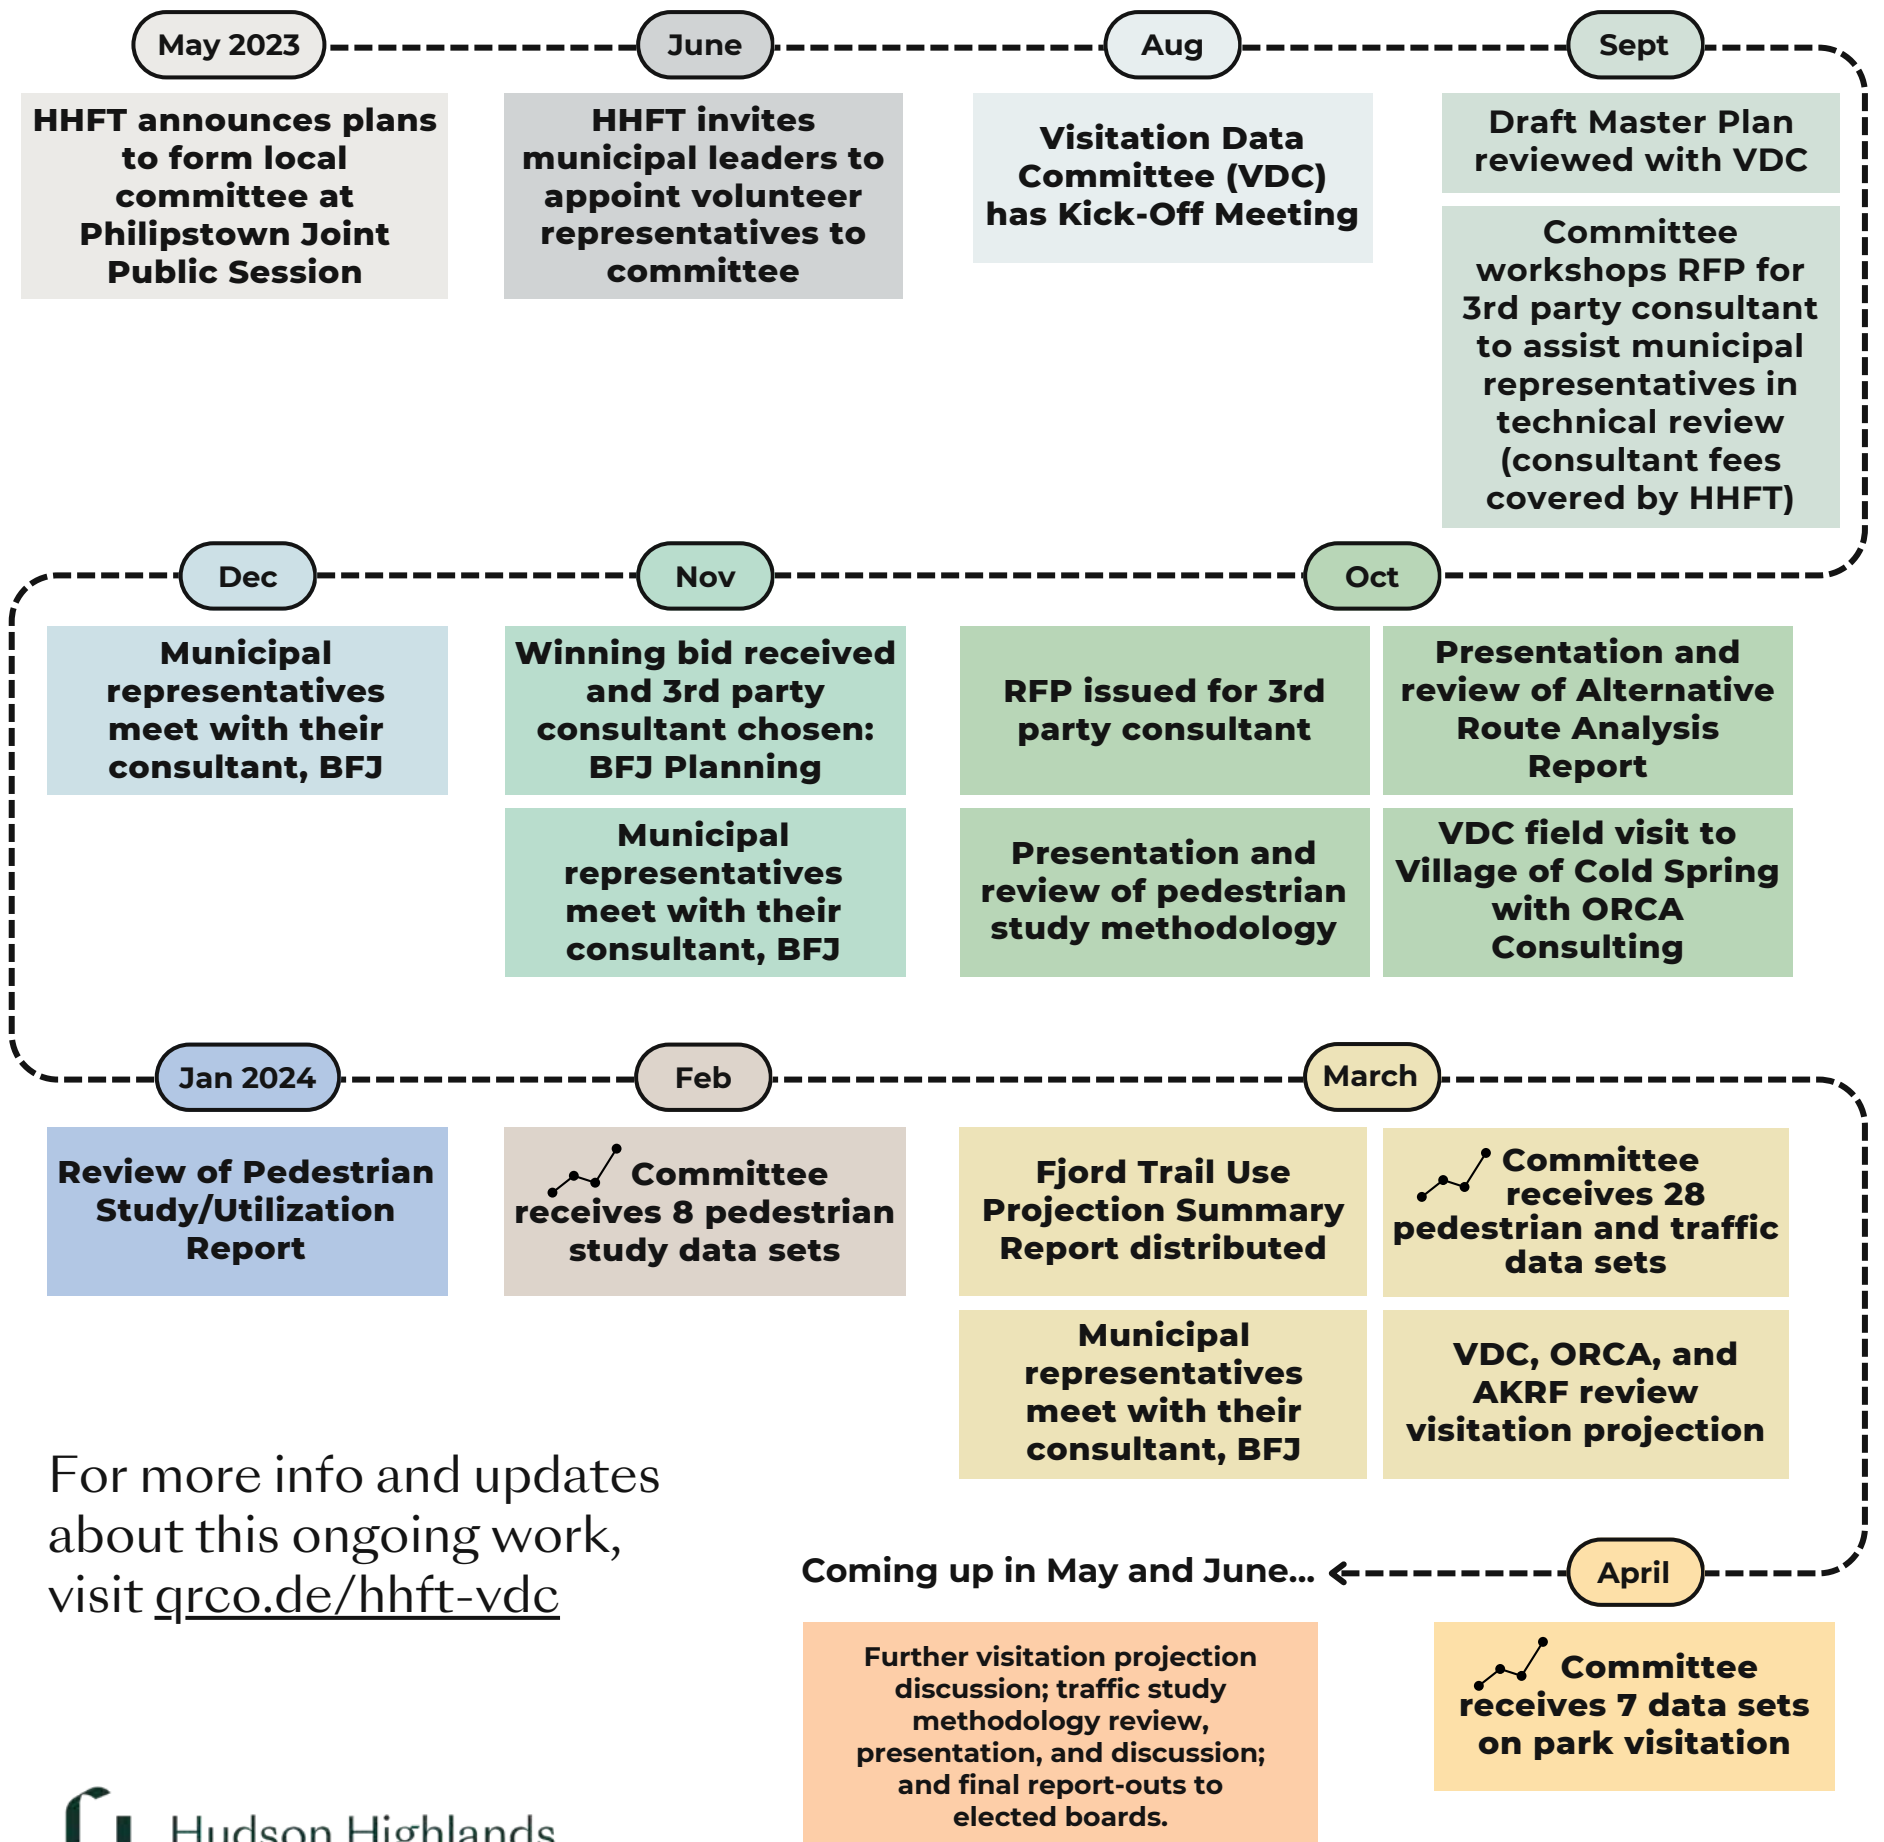 May 2023
HHFT announces plans
to form local
committee at
Philipstown Joint
Public Session
June
HHFT invites
municipal leaders to
appoint volunteer
representatives to
committee
Aug
Visitation Data
Committee (VDC)
has Kick-Off Meeting
Sept
Draft Master Plan
reviewed with VDC
Committee
workshops RFP for
3rd party consultant
to assist municipal
representatives in
technical review
(consultant fees
covered by HHFT)
Oct
RFP issued for 3rd
party consultant
Presentation and
review of Alternative
Route Analysis
Report
Presentation and
review of pedestrian
study methodology
VDC field visit to
Village of Cold Spring
with ORCA
Consulting
Nov
Winning bid received
and 3rd party
consultant chosen:
BFJ Planning
Municipal
representatives
meet with their
consultant, BFJ
Dec
Municipal
representatives
meet with their
consultant, BFJ
Jan 2024
Review of Pedestrian
Study/Utilization
Report
Feb
Committee
receives 8 pedestrian
study data sets
March
Fjord Trail Use
Projection Summary
Report distributed
Committee
receives 28
pedestrian and traffic
data sets
Municipal
representatives
meet with their
consultant, BFJ
VDC, ORCA, and
AKRF review
visitation projection
April
Committee
receives 7 data sets
on park visitation
Coming up in May and June...
Further visitation projection
discussion; traffic study
methodology review,
presentation, and discussion;
and final report-outs to
elected boards.
For more info and updates
about this ongoing work,
visit qrco.de/hhft-vdc
Hudson Highlands